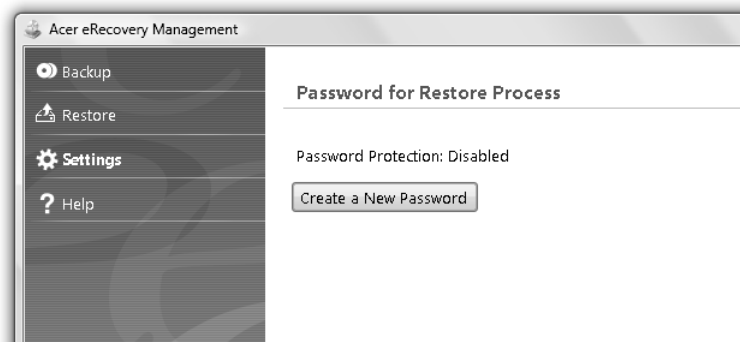 Acer eRecovery Management
Backup
Restore
Settings
? Help
Password for Restore Process
Password Protection: Disabled
Create a New Password